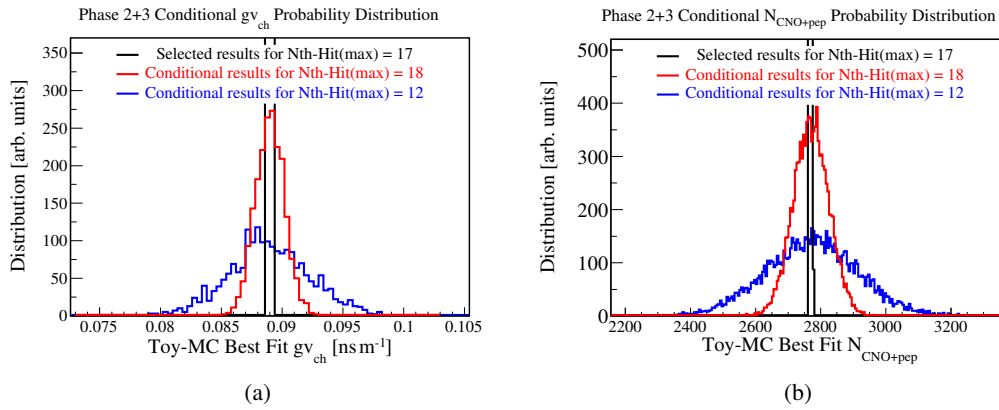 Phase 2+3 Conditional gv_ch Probability Distribution
350
300
250
200
150
100
50
0
Distribution [arb. units]
Selected results for Nth-Hit(max) = 17
Conditional results for Nth-Hit(max) = 18
Conditional results for Nth-Hit(max) = 12
0.075 0.08 0.085 0.09 0.095 0.1 0.105
Toy-MC Best Fit gv_ch [ns m⁻¹]
(a)
Phase 2+3 Conditional N_CNO+pep Probability Distribution
500
400
300
200
100
0
Distribution [arb. units]
Selected results for Nth-Hit(max) = 17
Conditional results for Nth-Hit(max) = 18
Conditional results for Nth-Hit(max) = 12
2200 2400 2600 2800 3000 3200
Toy-MC Best Fit N_CNO+pep
(b)